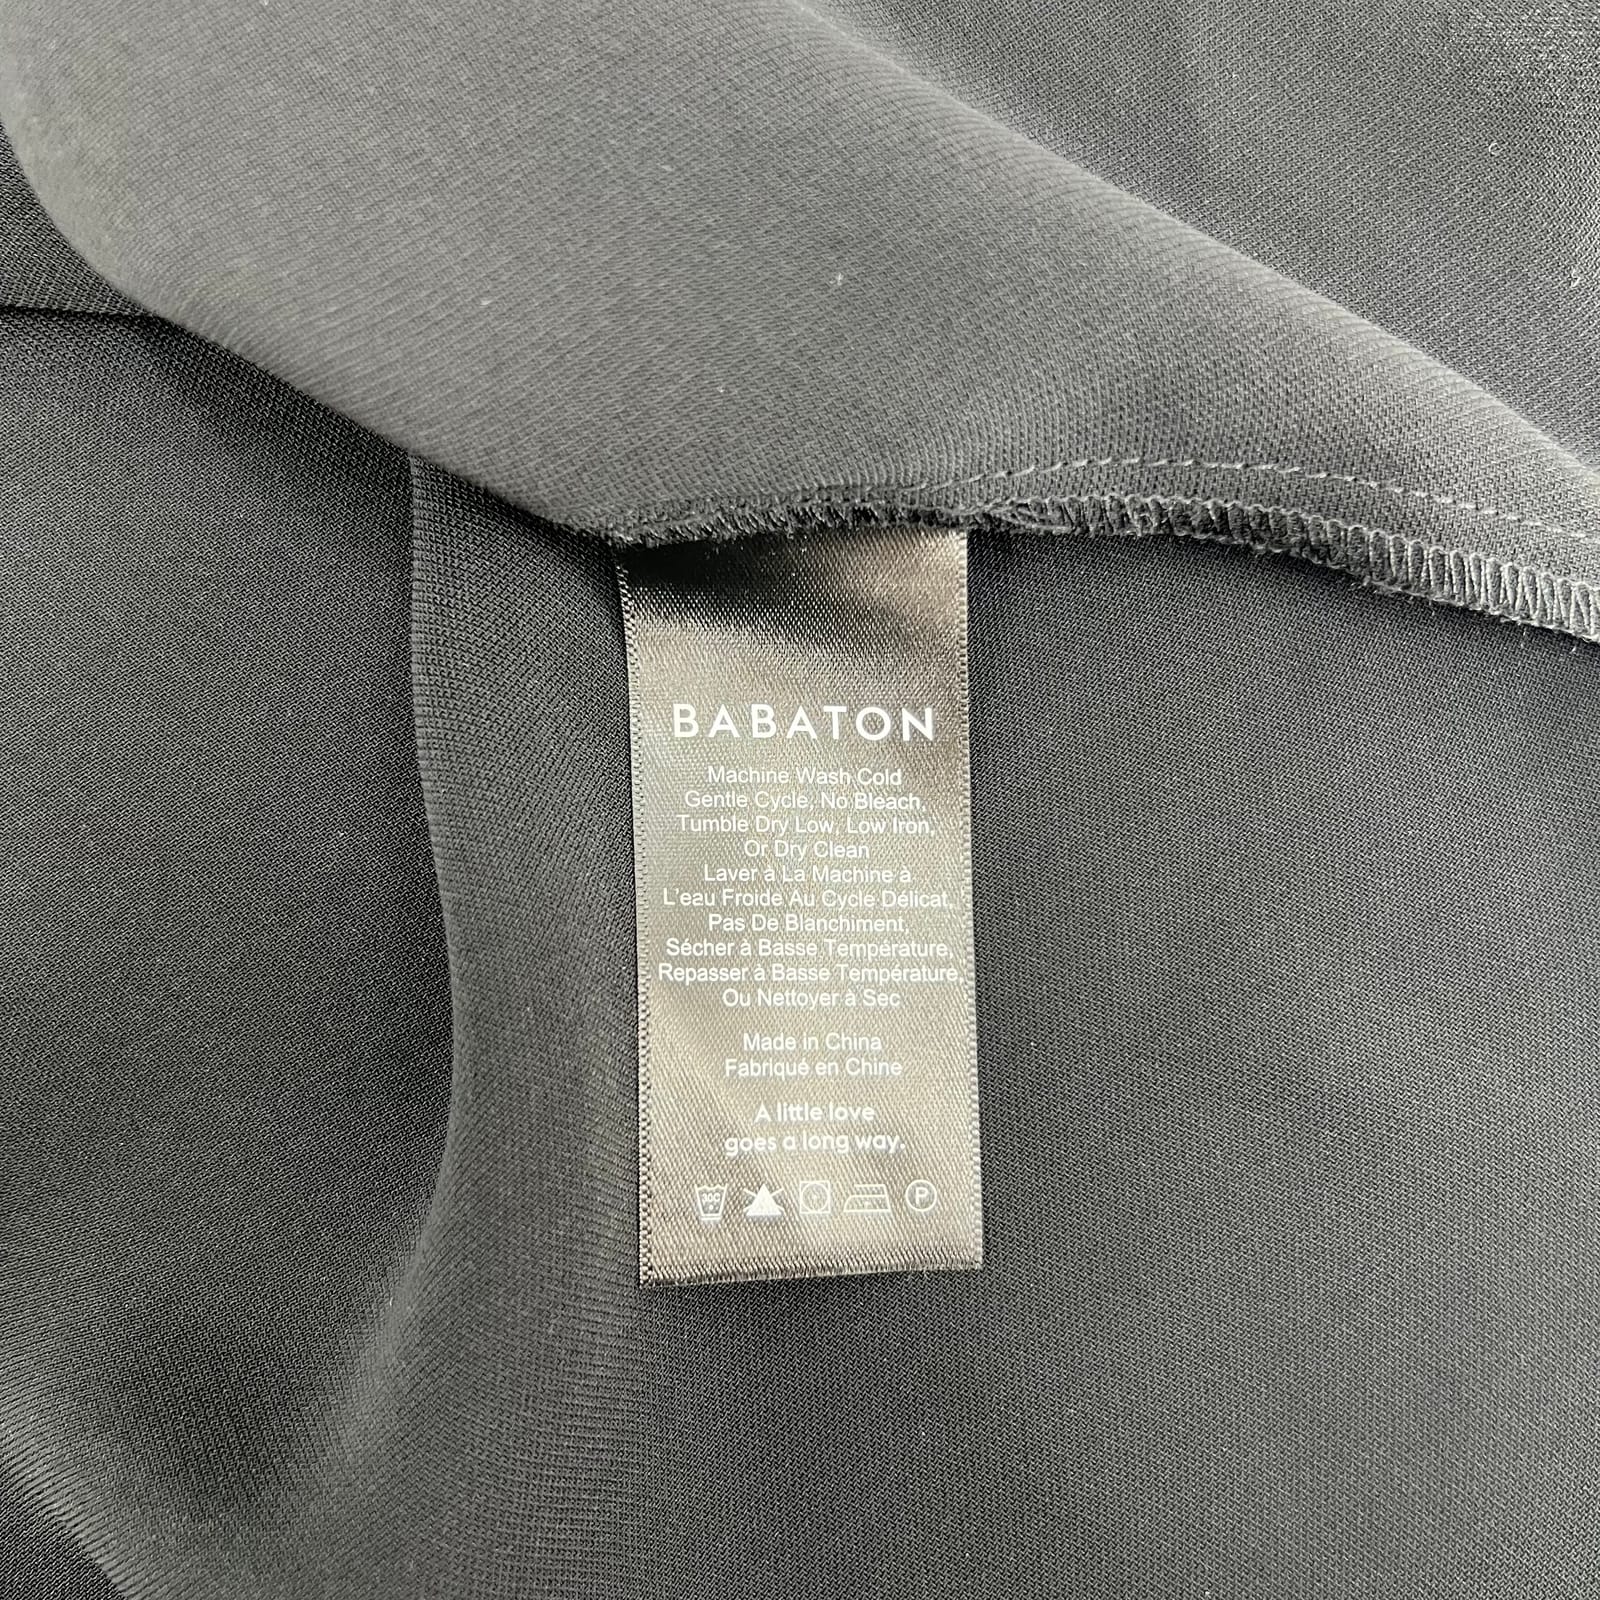 BABATON
Machine Wash Cold
Gentle Cycle, No Bleach,
Tumble Dry Low, Low Iron,
Or Dry Clean
Laver à La Machine à
L'eau Froide Au Cycle Délicat,
Pas De Blanchiment,
Sécher à Basse Température,
Repasser à Basse Température,
Ou Nettoyer à Sec
Made in China
Fabriqué en Chine
A little love
goes a long way.
30C P